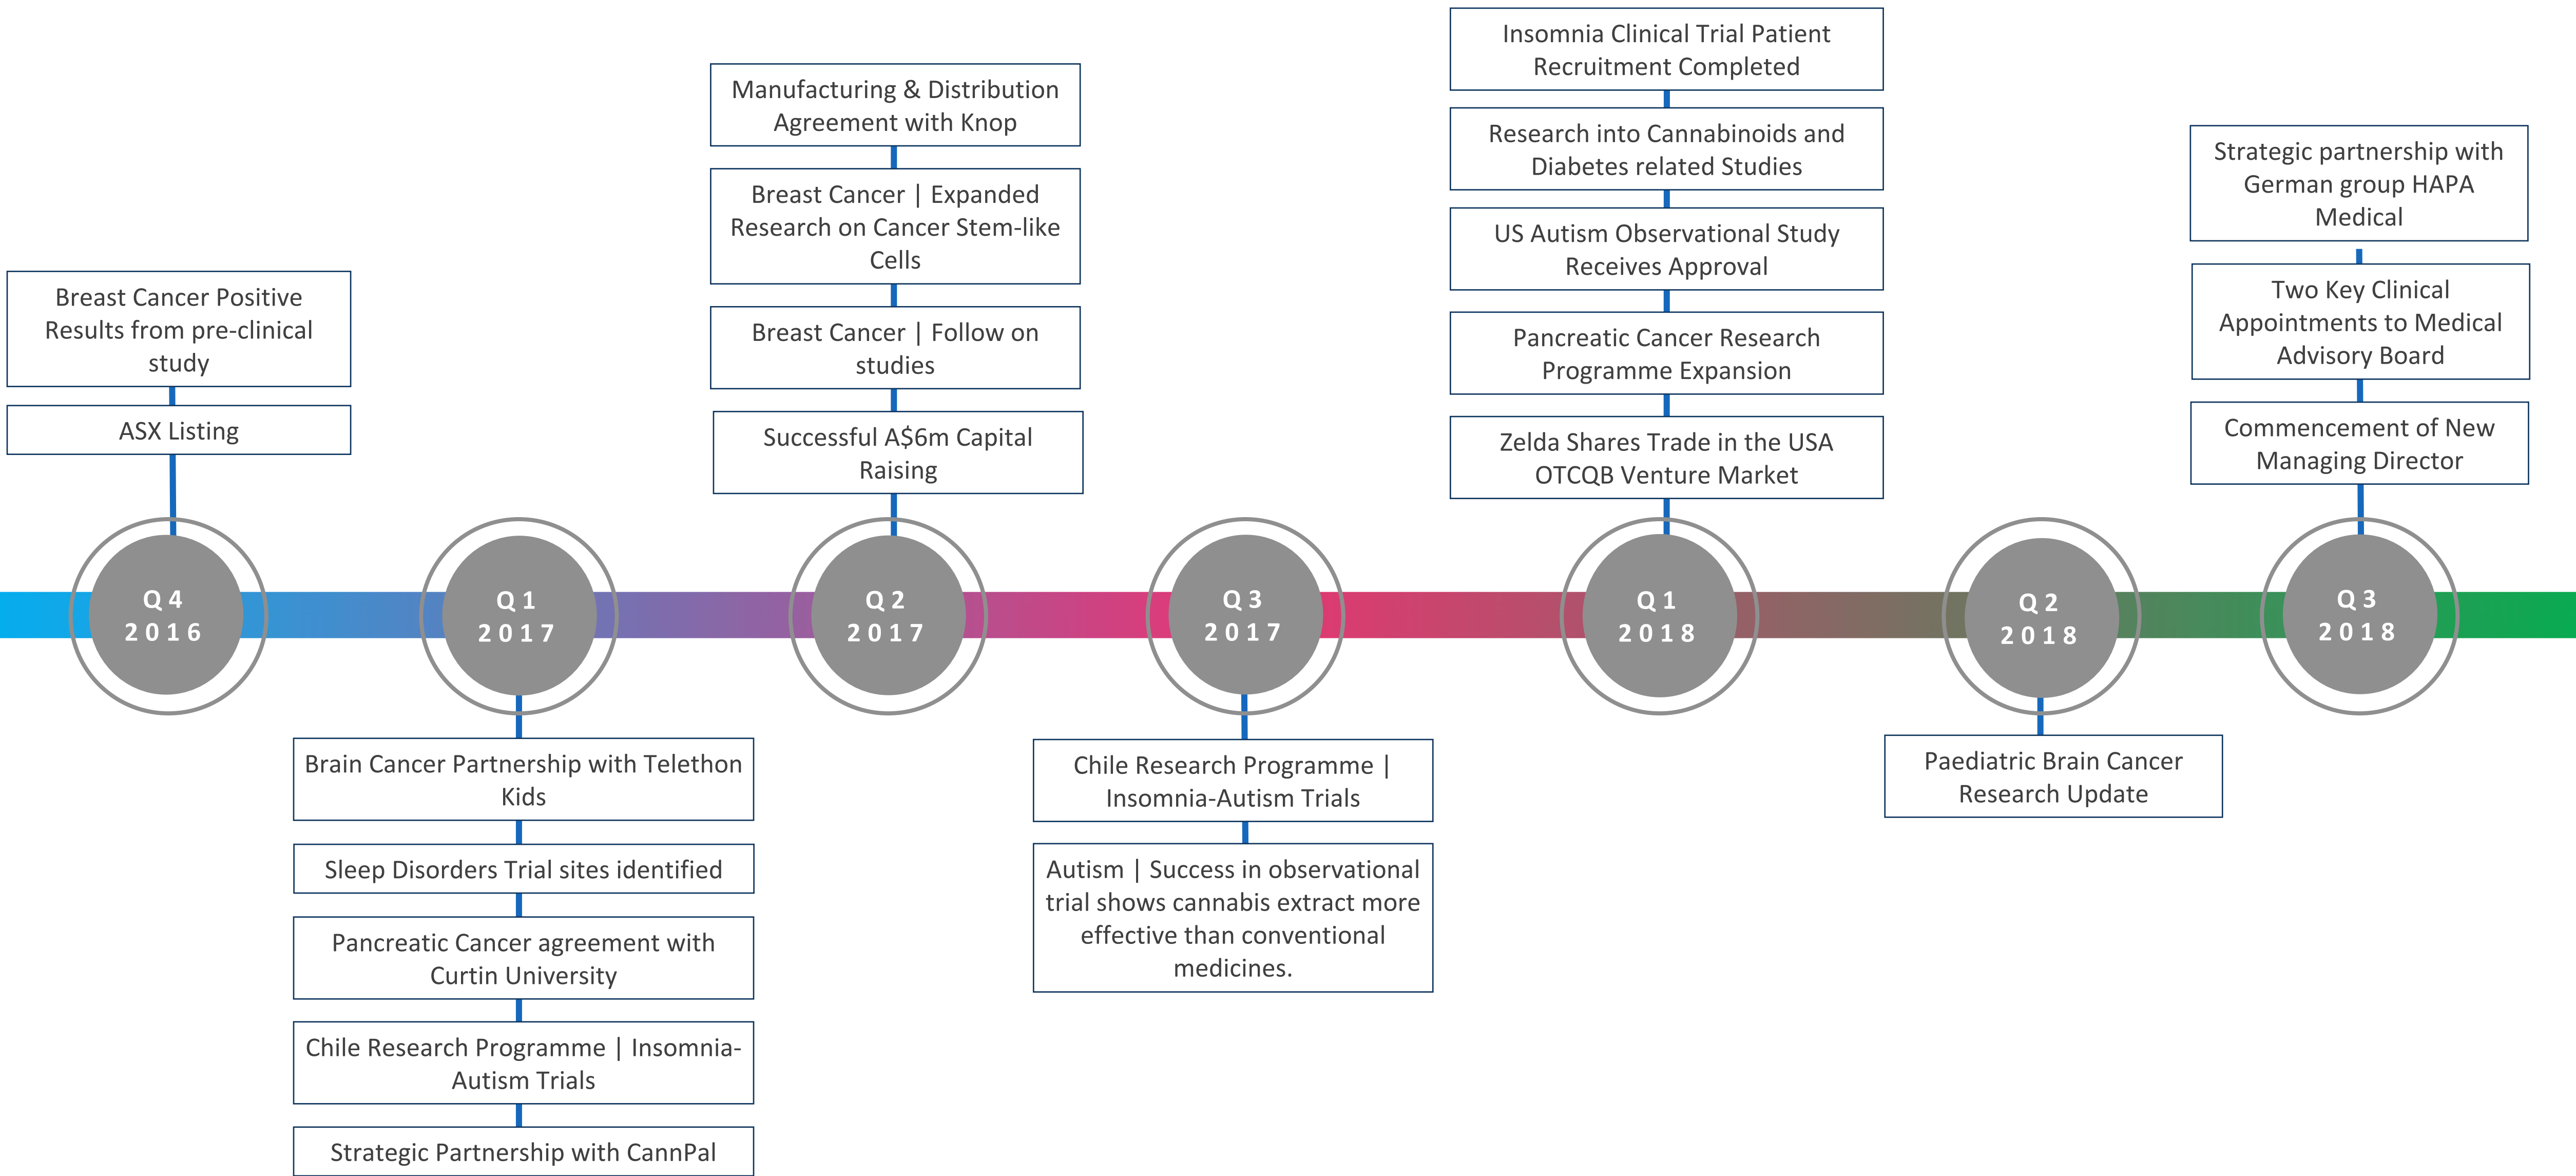 Breast Cancer Positive
Results from pre-clinical
study
ASX Listing
Q4
2016
Q1
2017
Brain Cancer Partnership with Telethon
Kids
Sleep Disorders Trial sites identified
Pancreatic Cancer agreement with
Curtin University
Chile Research Programme | Insomnia-
Autism Trials
Strategic Partnership with CannPal
Manufacturing & Distribution
Agreement with Knop
Breast Cancer | Expanded
Research on Cancer Stem-like
Cells
Breast Cancer | Follow on
studies
Successful A$6m Capital
Raising
Q2
2017
Q3
2017
Chile Research Programme |
Insomnia-Autism Trials
Autism | Success in observational
trial shows cannabis extract more
effective than conventional
medicines.
Insomnia Clinical Trial Patient
Recruitment Completed
Research into Cannabinoids and
Diabetes related Studies
US Autism Observational Study
Receives Approval
Pancreatic Cancer Research
Programme Expansion
Zelda Shares Trade in the USA
OTCQB Venture Market
Q1
2018
Q2
2018
Paediatric Brain Cancer
Research Update
Strategic partnership with
German group HAPA
Medical
Two Key Clinical
Appointments to Medical
Advisory Board
Commencement of New
Managing Director
Q3
2018